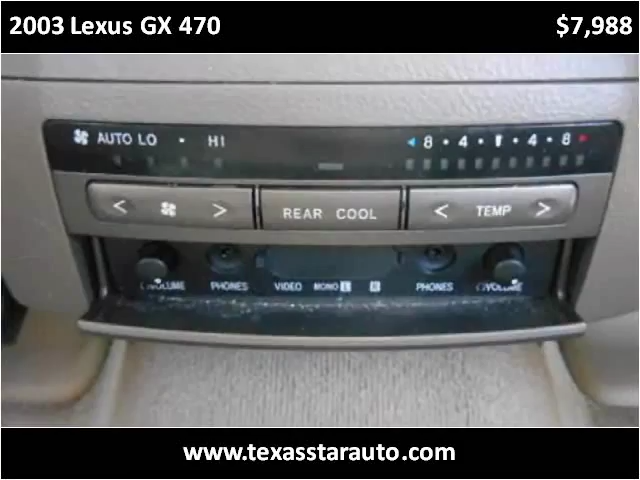 2003 Lexus GX 470 $7,988
AUTO LO • HI ◄ 8 • 4 • • 4 • 8 ►
< > REAR COOL < TEMP >
VOLUME PHONES VIDEO MONO L R PHONES VOLUME
www.texasstarauto.com